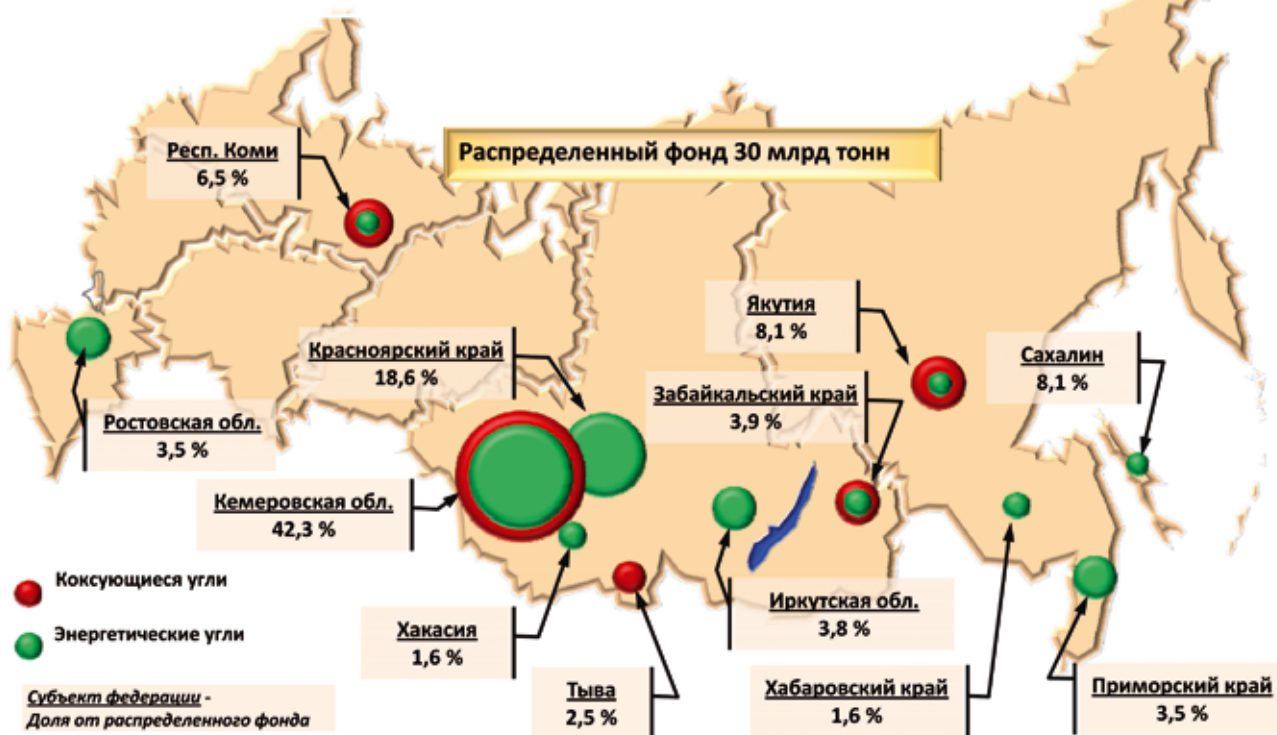 Распределенный фонд 30 млрд тонн
Респ. Коми
6,5 %
Якутия
8,1 %
Красноярский край
18,6 %
Сахалин
8,1 %
Забайкальский край
3,9 %
Ростовская обл.
3,5 %
Кемеровская обл.
42,3 %
Коксующиеся угли
Энергетические угли
Хакасия
1,6 %
Иркутская обл.
3,8 %
Тыва
2,5 %
Хабаровский край
1,6 %
Приморский край
3,5 %
Субъект федерации -
Доля от распределенного фонда